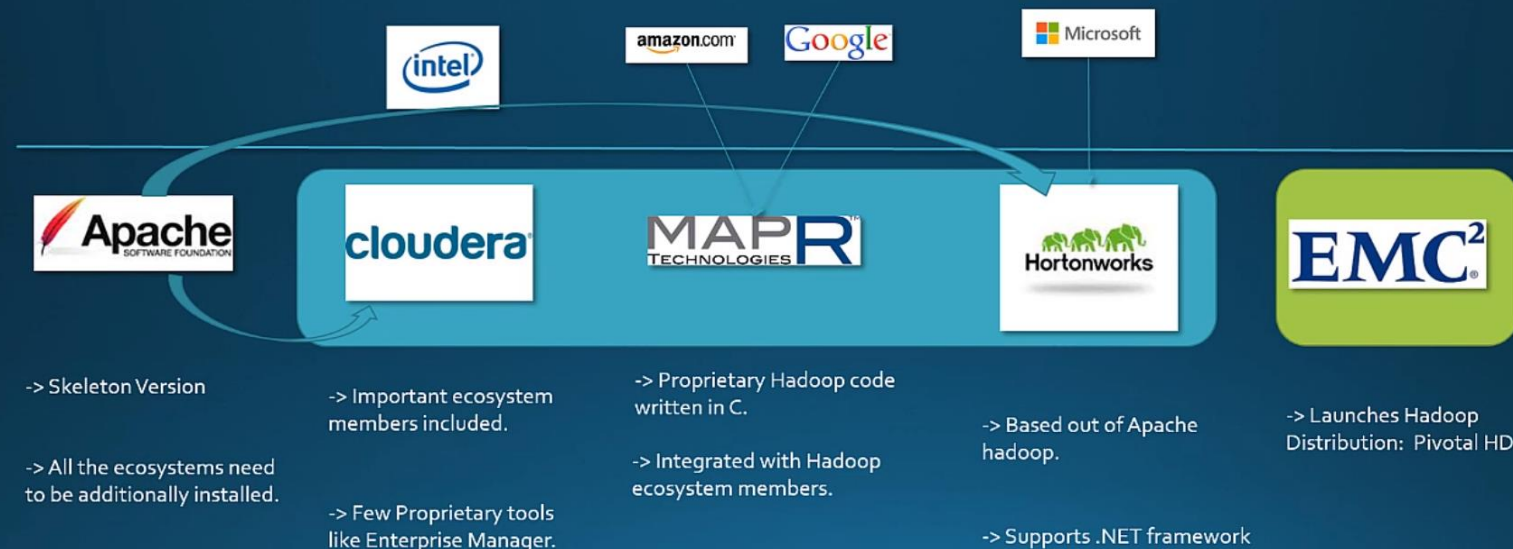 intel
amazon.com
Google
Microsoft
Apache
SOFTWARE FOUNDATION
cloudera
MAPR
TECHNOLOGIES
Hortonworks
EMC²
-> Skeleton Version
-> All the ecosystems need
to be additionally installed.
-> Important ecosystem
members included.
-> Few Proprietary tools
like Enterprise Manager.
-> Proprietary Hadoop code
written in C.
-> Integrated with Hadoop
ecosystem members.
-> Based out of Apache
hadoop.
-> Supports .NET framework
-> Launches Hadoop
Distribution: Pivotal HD